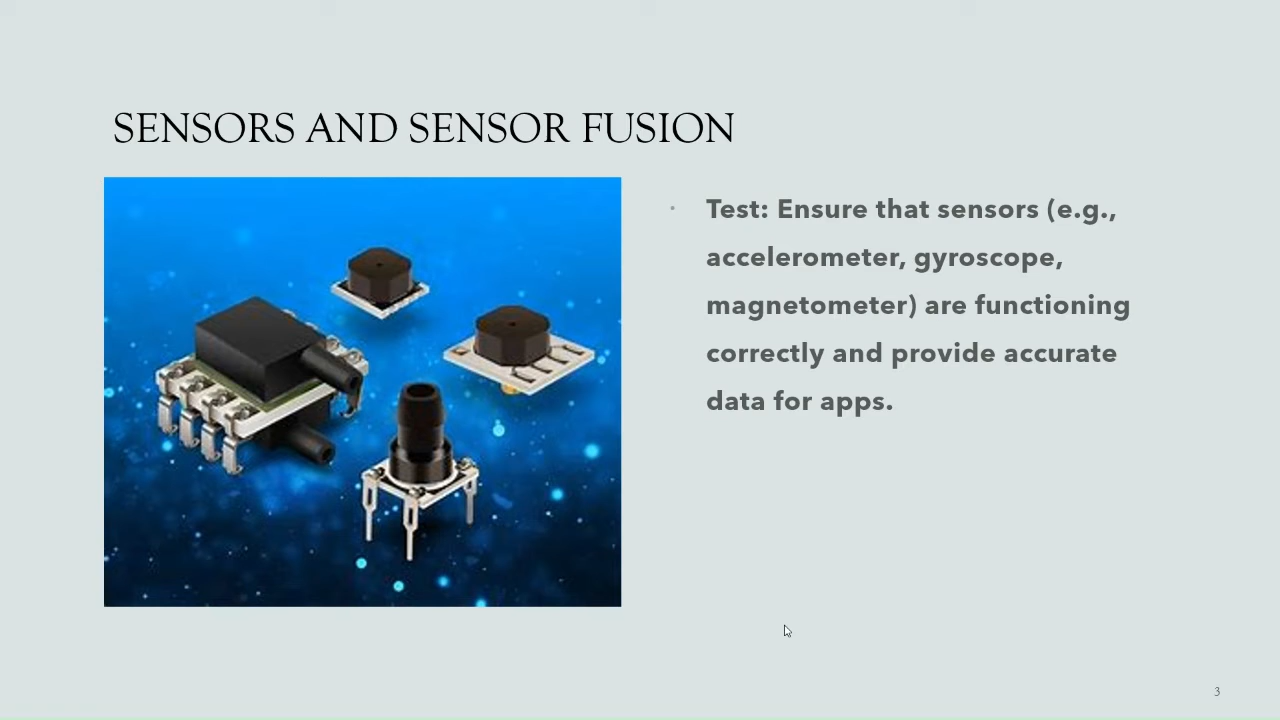 SENSORS AND SENSOR FUSION
Test: Ensure that sensors (e.g.,
accelerometer, gyroscope,
magnetometer) are functioning
correctly and provide accurate
data for apps.
3